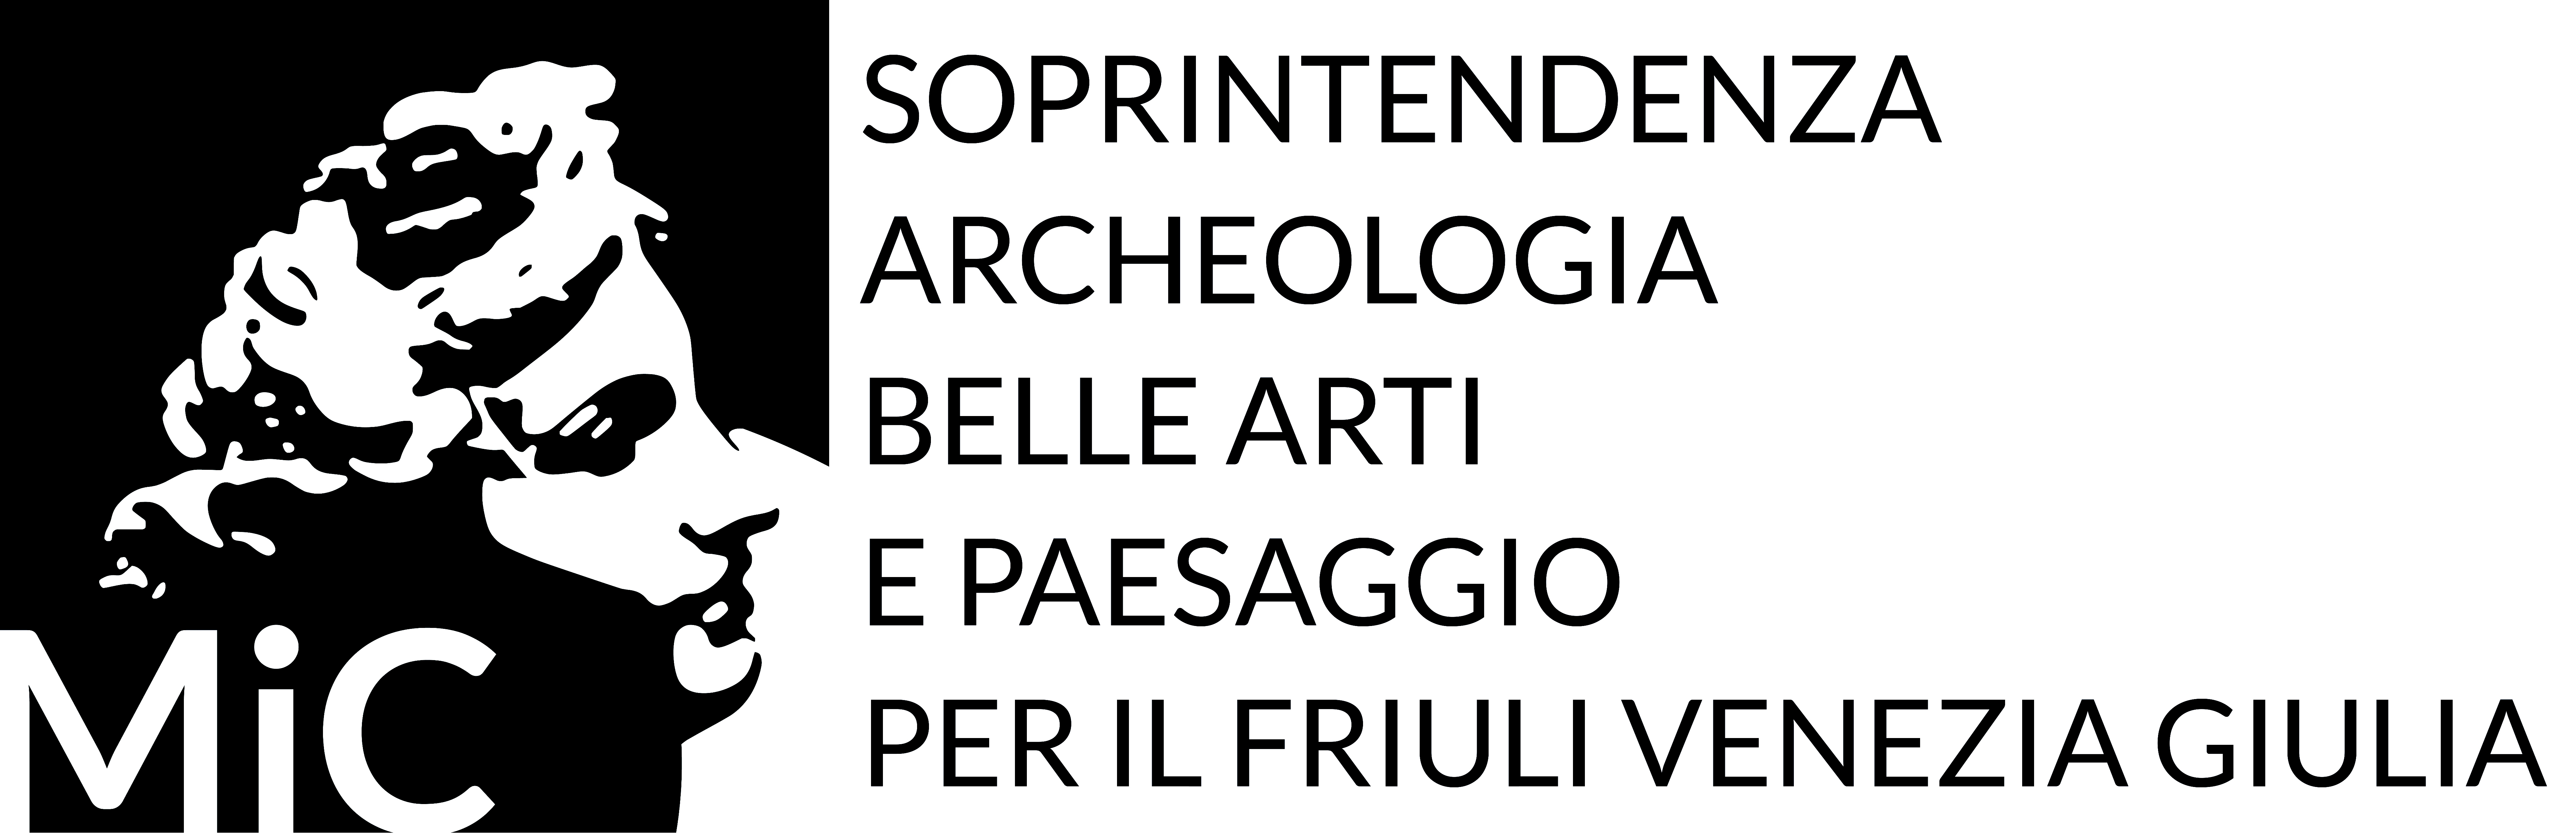 MiC
SOPRINTENDENZA
ARCHEOLOGIA
BELLE ARTI
E PAESAGGIO
PER IL FRIULI VENEZIA GIULIA